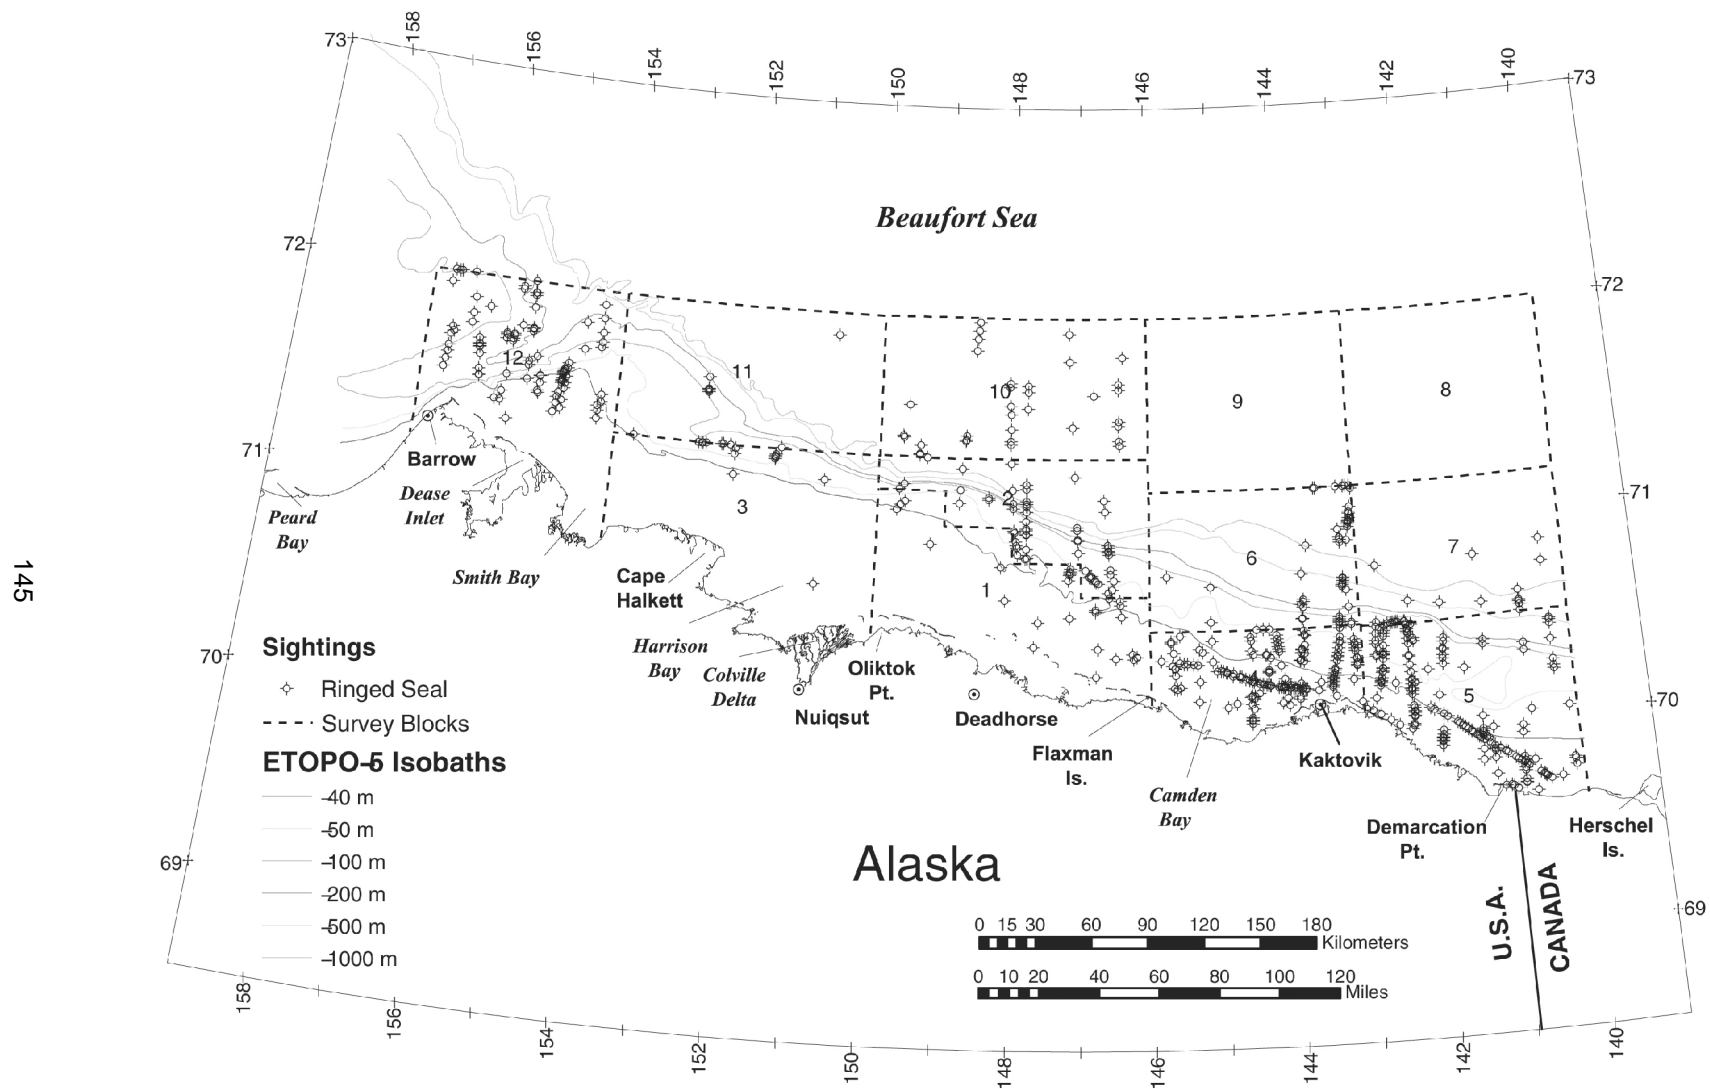 158
156
154
152
150
148
146
144
142
140
73
73
Beaufort Sea
72
72
12
11
10
9
8
71
71
Barrow
Dease
Inlet
Peard
Bay
Smith Bay
3
2
6
7
1
Cape
Halkett
Harrison
Bay
Colville
Delta
Nuiqsut
Oliktok
Pt.
Deadhorse
Flaxman
Is.
4
5
Camden
Bay
Kaktovik
Demarcation
Pt.
Herschel
Is.
70
70
145
Sightings
Ringed Seal
Survey Blocks
ETOPO-5 Isobaths
-40 m
-50 m
-100 m
-200 m
-500 m
-1000 m
Alaska
U.S.A.
CANADA
69
69
0 15 30 60 90 120 150 180
Kilometers
0 10 20 40 60 80 100 120
Miles
158
156
154
152
150
148
146
144
142
140